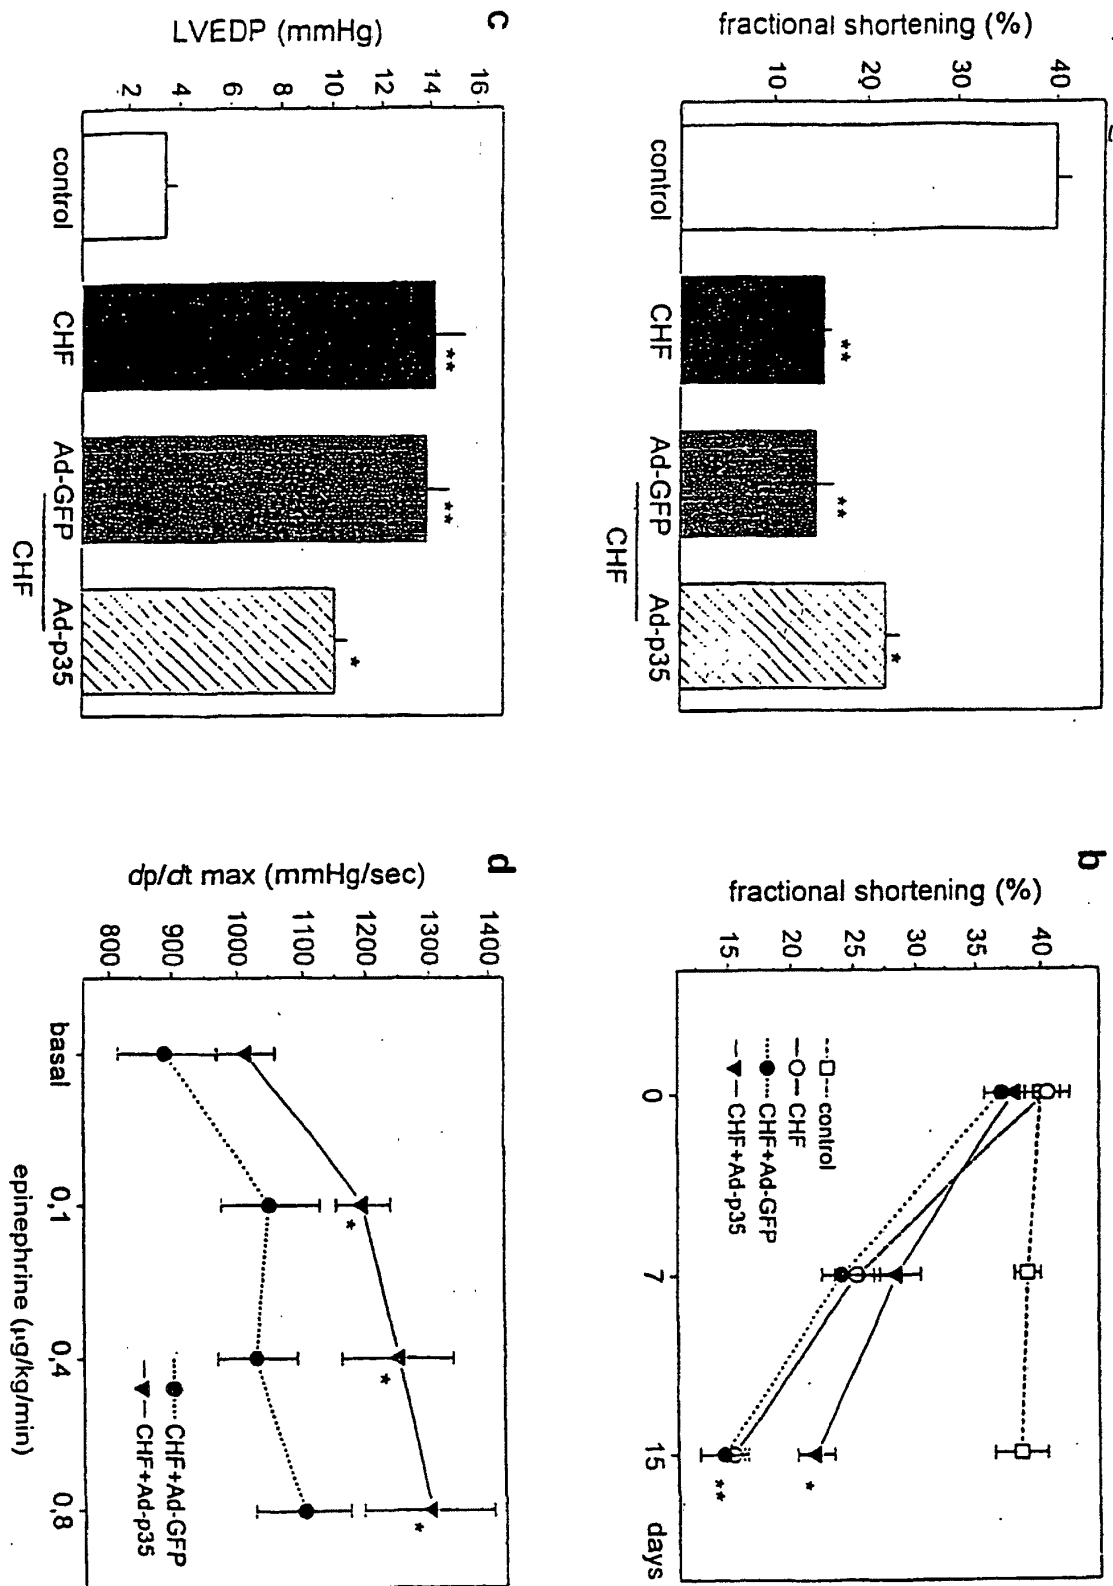 fractional shortening (%)
40
30
20
10
control
CHF
Ad-GFP
Ad-p35
CHF
**
**
*
b
fractional shortening (%)
40
35
30
25
20
15
control
CHF
CHF+Ad-GFP
CHF+Ad-p35
*
**
0
7
15
days
c
LVEDP (mmHg)
16
14
12
10
8
6
4
2
control
CHF
Ad-GFP
Ad-p35
CHF
**
**
*
d
dp/dt max (mmHg/sec)
1400
1300
1200
1100
1000
900
800
*
*
*
CHF+Ad-GFP
CHF+Ad-p35
basal
0,1
0,4
0,8
epinephrine (µg/kg/min)